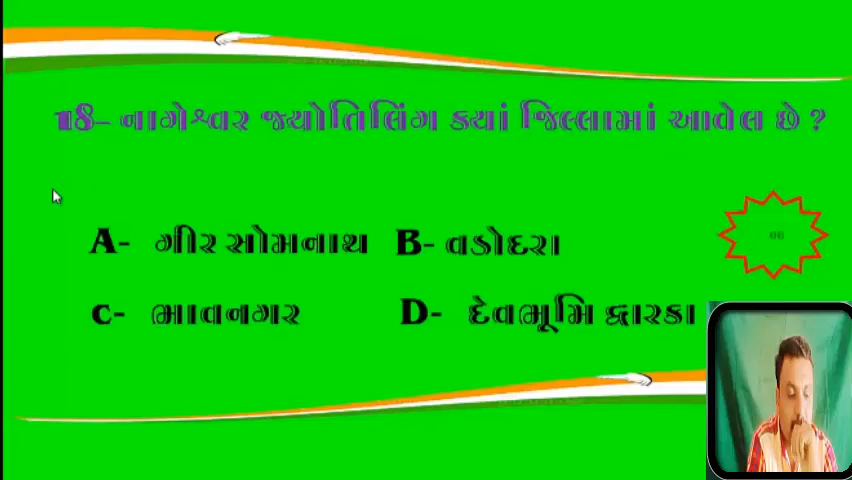 18- નાગેશ્વર જ્યોતિલિંગ ક્યાં જિલ્લામાં આવેલ છે ?
A- ગીર સોમનાથ B- વડોદરા
C- ભાવનગર D- દેવભૂમિ દ્વારકા